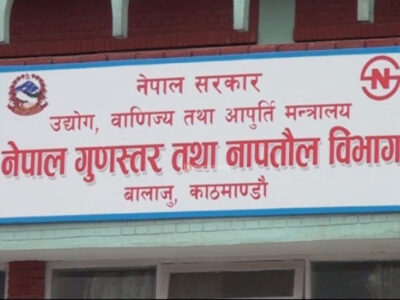 नेपाल सरकार
उद्योग, वाणिज्य तथा आपुर्ति मन्त्रालय
नेपाल गुणस्तर तथा नापतौल विभाग
बालाजु, काठमाण्डौ